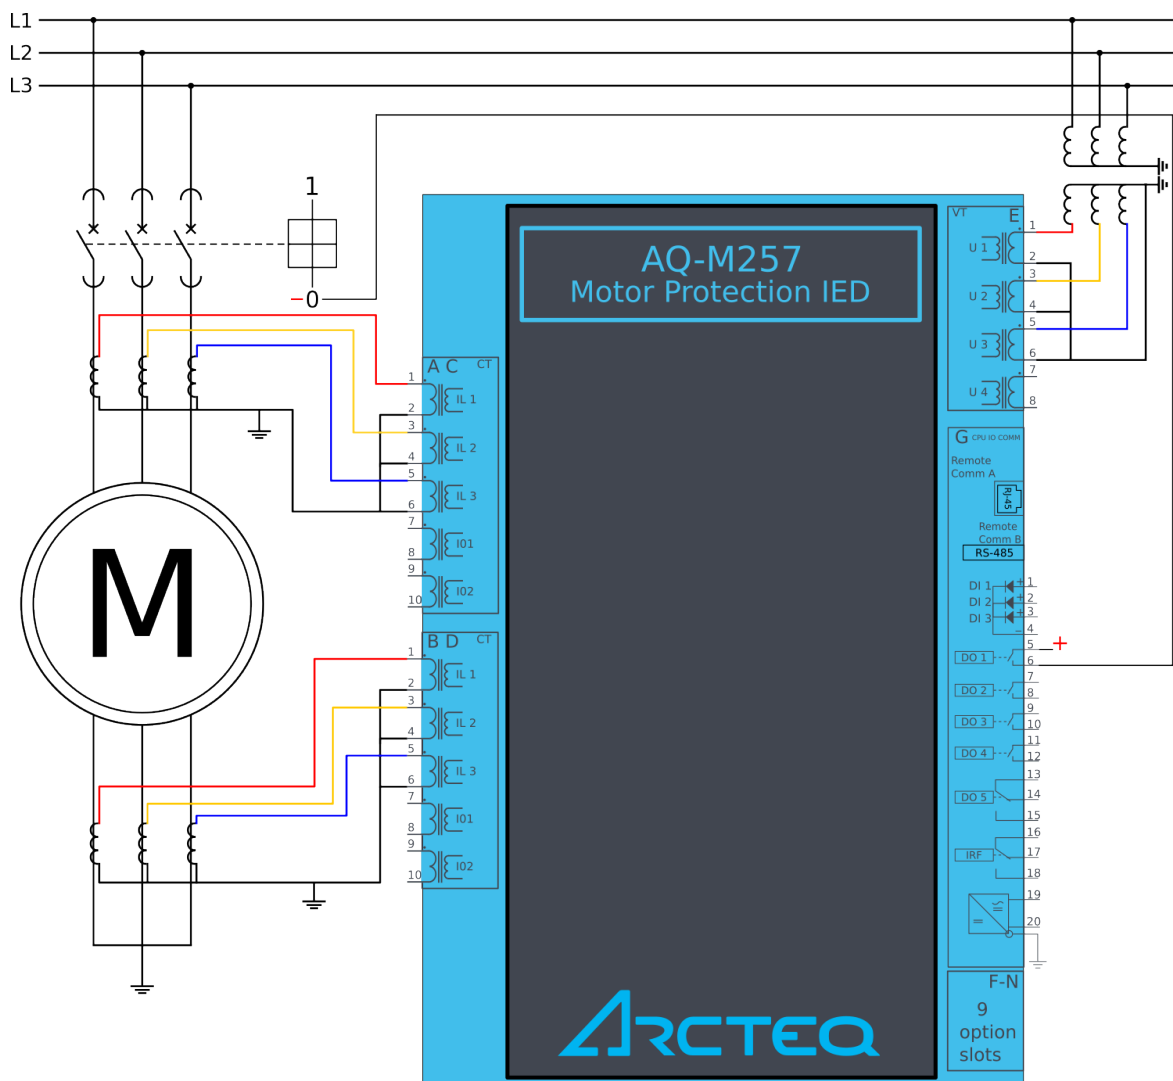 L1
L2
L3
1
−0
M
AQ-M257
Motor Protection IED
A C CT
1
2
3
4
5
6
7
8
9
10
IL 1
IL 2
IL 3
I01
I02
B D CT
1
2
3
4
5
6
7
8
9
10
IL 1
IL 2
IL 3
I01
I02
VT E
U 1
U 2
U 3
U 4
1
2
3
4
5
6
7
8
G CPU IO COMM
Remote
Comm A
RJ-45
Remote
Comm B
RS-485
DI 1 + 1
DI 2 + 2
DI 3 + 3
− 4
5 +
DO 1 6
7
DO 2 8
9
DO 3 10
11
DO 4 12
13
DO 5 14
15
16
IRF 17
18
19
20
F-N
9
option
slots
ARCTEQ